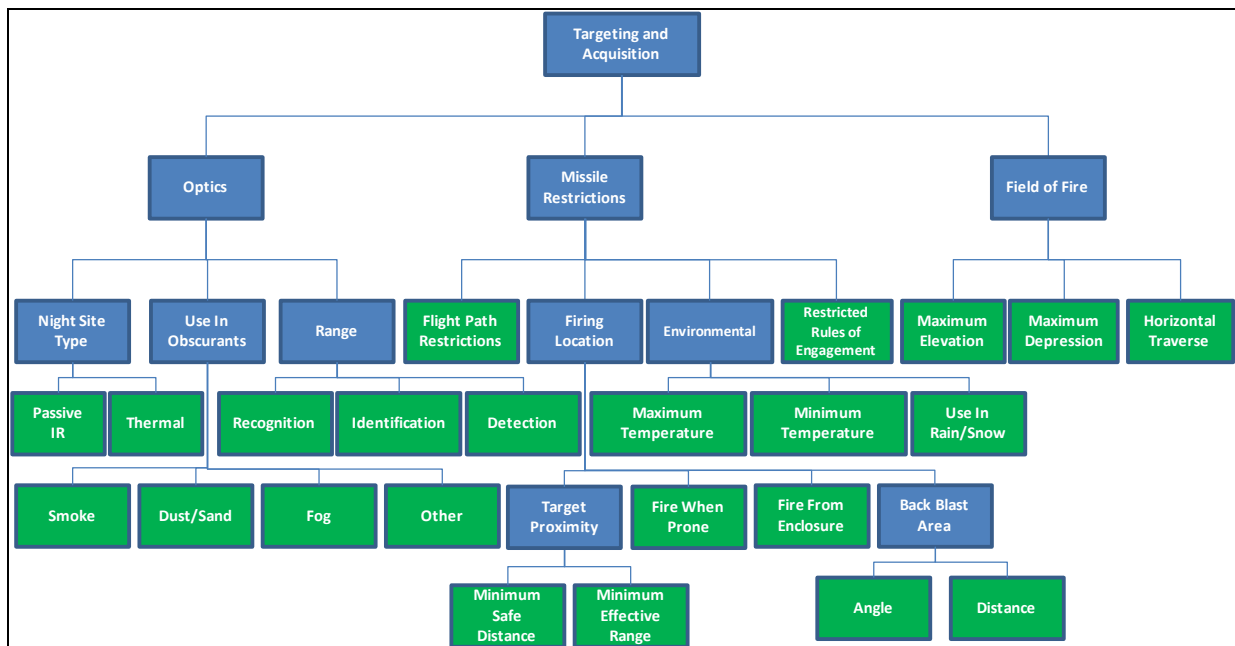 Targeting and
Acquisition
Optics
Missile
Restrictions
Field of Fire
Night Site
Type
Use In
Obscurants
Range
Flight Path
Restrictions
Firing
Location
Environmental
Restricted
Rules of
Engagement
Maximum
Elevation
Maximum
Depression
Horizontal
Traverse
Passive
IR
Thermal
Recognition
Identification
Detection
Maximum
Temperature
Minimum
Temperature
Use In
Rain/Snow
Smoke
Dust/Sand
Fog
Other
Target
Proximity
Fire When
Prone
Fire From
Enclosure
Back Blast
Area
Minimum
Safe
Distance
Minimum
Effective
Range
Angle
Distance